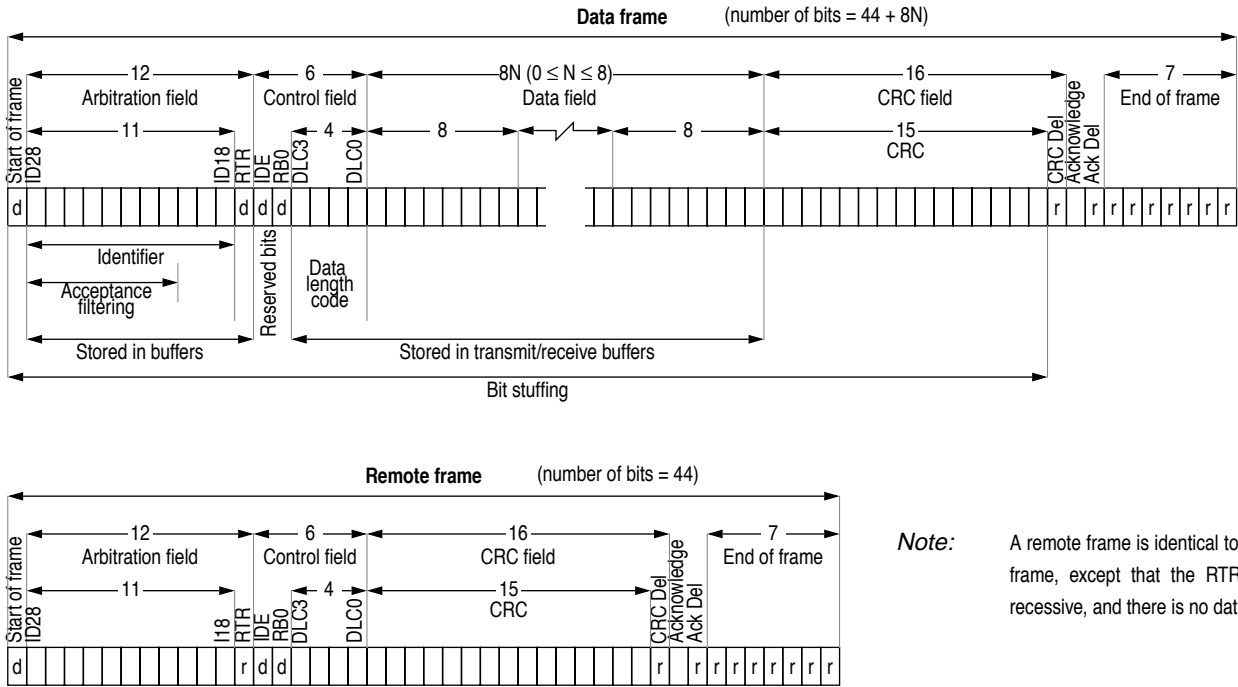 Data frame (number of bits = 44 + 8N)
12 6 8N (0 ≤ N ≤ 8) 16 7
Arbitration field Control field Data field CRC field End of frame
11 4 8 8 15
CRC
Start of frame
ID28
ID18
RTR
IDE
RB0
DLC3
DLC0
CRC Del
Acknowledge
Ack Del
d d d d r r r r r r r r r
Identifier
Acceptance
filtering
Reserved bits
Data
length
code
Stored in buffers Stored in transmit/receive buffers
Bit stuffing
Remote frame (number of bits = 44)
12 6 16 7
Arbitration field Control field CRC field End of frame
11 4 15
CRC
Start of frame
ID28
I18
RTR
IDE
RB0
DLC3
DLC0
CRC Del
Acknowledge
Ack Del
d r d d r r r r r r r r r
Note: A remote frame is identical to
frame, except that the RTR
recessive, and there is no dat